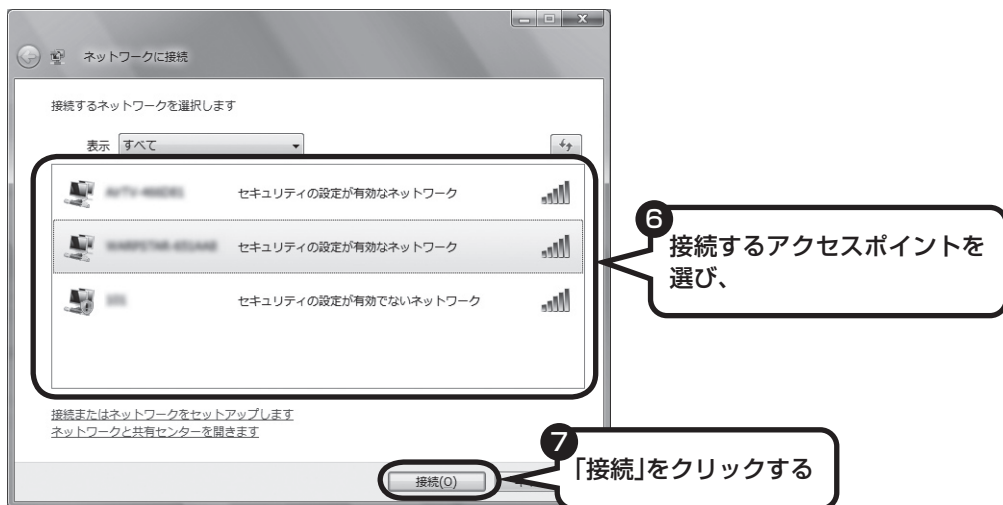 ネットワークに接続
接続するネットワークを選択します
表示 すべて
セキュリティの設定が有効なネットワーク
セキュリティの設定が有効なネットワーク
セキュリティの設定が有効でないネットワーク
6
接続するアクセスポイントを
選び、
接続またはネットワークをセットアップします
ネットワークと共有センターを開きます
7
「接続」をクリックする
接続(O)